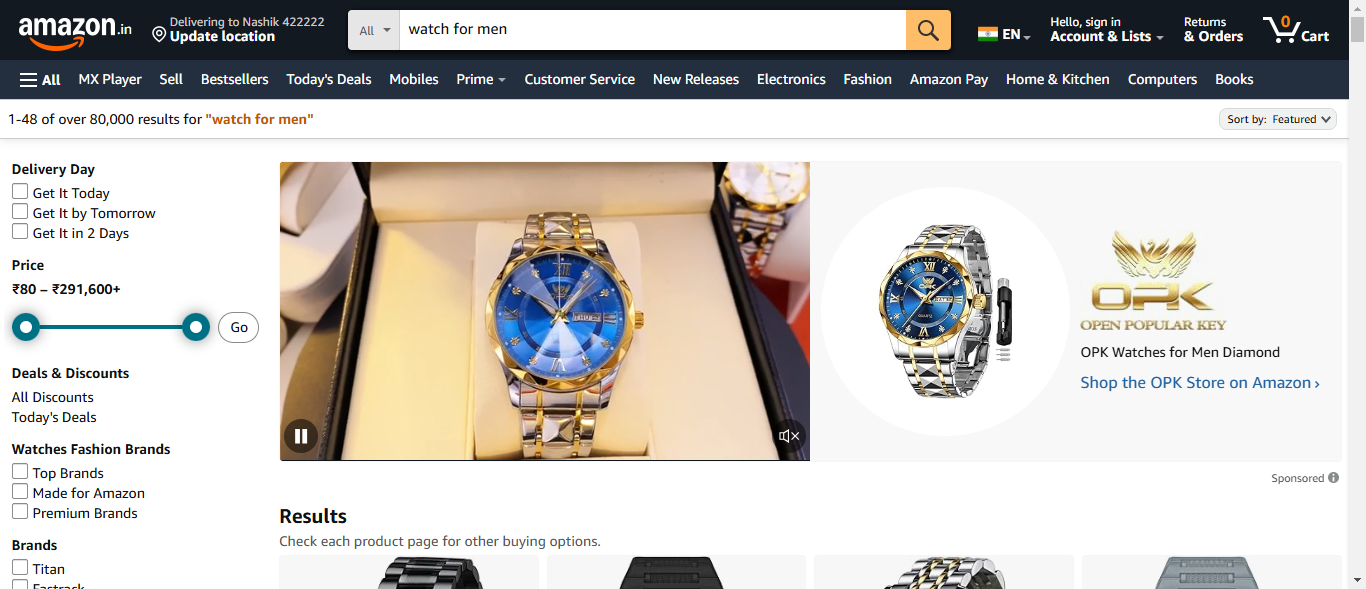 amazon.in
Delivering to Nashik 422222
Update location
All
watch for men
EN
Hello, sign in
Account & Lists
Returns
& Orders
0
Cart
All MX Player Sell Bestsellers Today's Deals Mobiles Prime Customer Service New Releases Electronics Fashion Amazon Pay Home & Kitchen Computers Books
1-48 of over 80,000 results for "watch for men"
Sort by: Featured
Delivery Day
Get It Today
Get It by Tomorrow
Get It in 2 Days
Price
₹80 – ₹291,600+
Go
Deals & Discounts
All Discounts
Today's Deals
Watches Fashion Brands
Top Brands
Made for Amazon
Premium Brands
Brands
Titan
Fastrack
XII
THU
XII
OPK
QUARTZ
OPK
OPEN POPULAR KEY
OPK Watches for Men Diamond
Shop the OPK Store on Amazon ›
Sponsored
Results
Check each product page for other buying options.